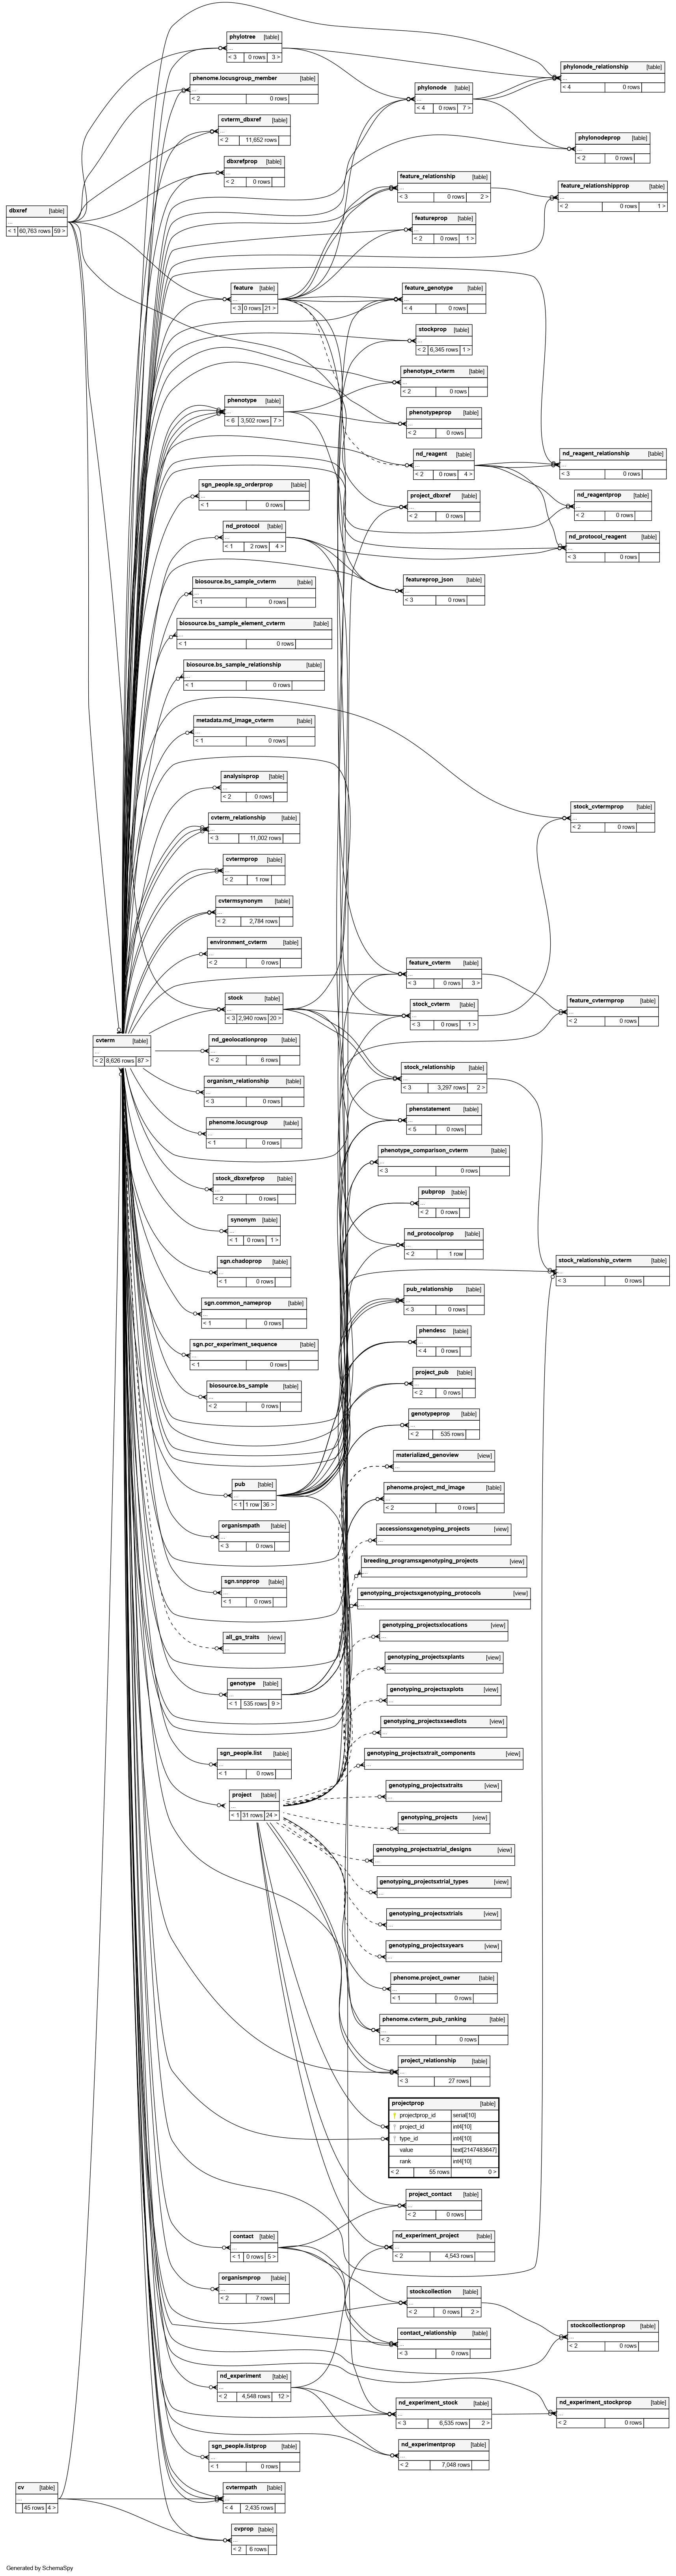 phylotree [table]
...
< 3 0 rows 3 >
phylonode_relationship [table]
...
< 4 0 rows
phenome.locusgroup_member [table]
...
< 2 0 rows
phylonode [table]
...
< 4 0 rows 7 >
cvterm_dbxref [table]
...
< 2 11,652 rows
phylonodeprop [table]
...
< 2 0 rows
dbxrefprop [table]
...
< 2 0 rows
feature_relationship [table]
...
< 3 0 rows 2 >
feature_relationshipprop [table]
...
< 2 0 rows 1 >
dbxref [table]
...
< 1 60,763 rows 59 >
featureprop [table]
...
< 2 0 rows 1 >
feature [table]
...
< 3 0 rows 21 >
feature_genotype [table]
...
< 4 0 rows
stockprop [table]
...
< 2 6,345 rows 1 >
phenotype_cvterm [table]
...
< 2 0 rows
phenotype [table]
...
< 6 3,502 rows 7 >
phenotypeprop [table]
...
< 2 0 rows
nd_reagent [table]
...
< 2 0 rows 4 >
nd_reagent_relationship [table]
...
< 3 0 rows
sgn_people.sp_orderprop [table]
...
< 1 0 rows
project_dbxref [table]
...
< 2 0 rows
nd_reagentprop [table]
...
< 2 0 rows
nd_protocol [table]
...
< 1 2 rows 4 >
nd_protocol_reagent [table]
...
< 3 0 rows
biosource.bs_sample_cvterm [table]
...
< 1 0 rows
featureprop_json [table]
...
< 3 0 rows
biosource.bs_sample_element_cvterm [table]
...
< 1 0 rows
biosource.bs_sample_relationship [table]
...
< 1 0 rows
metadata.md_image_cvterm [table]
...
< 1 0 rows
analysisprop [table]
...
< 2 0 rows
stock_cvtermprop [table]
...
< 2 0 rows
cvterm_relationship [table]
...
< 3 11,002 rows
cvtermprop [table]
...
< 2 1 row
cvtermsynonym [table]
...
< 2 2,784 rows
environment_cvterm [table]
...
< 2 0 rows
feature_cvterm [table]
...
< 3 0 rows 3 >
stock [table]
...
< 3 2,940 rows 20 >
stock_cvterm [table]
...
< 3 0 rows 1 >
feature_cvtermprop [table]
...
< 2 0 rows
cvterm [table]
...
< 2 8,626 rows 87 >
nd_geolocationprop [table]
...
< 2 6 rows
organism_relationship [table]
...
< 3 0 rows
stock_relationship [table]
...
< 3 3,297 rows 2 >
phenome.locusgroup [table]
...
< 1 0 rows
phenstatement [table]
...
< 5 0 rows
phenotype_comparison_cvterm [table]
...
< 3 0 rows
stock_dbxrefprop [table]
...
< 2 0 rows
pubprop [table]
...
< 2 0 rows
synonym [table]
...
< 1 0 rows 1 >
nd_protocolprop [table]
...
< 2 1 row
sgn.chadoprop [table]
...
< 1 0 rows
stock_relationship_cvterm [table]
...
< 3 0 rows
sgn.common_nameprop [table]
...
< 1 0 rows
pub_relationship [table]
...
< 3 0 rows
sgn.pcr_experiment_sequence [table]
...
< 1 0 rows
phendesc [table]
...
< 4 0 rows
biosource.bs_sample [table]
...
< 2 0 rows
project_pub [table]
...
< 2 0 rows
genotypeprop [table]
...
< 2 535 rows
materialized_genoview [view]
...
pub [table]
...
< 1 1 row 36 >
phenome.project_md_image [table]
...
< 2 0 rows
organismpath [table]
...
< 3 0 rows
accessionsxgenotyping_projects [view]
...
breeding_programsxgenotyping_projects [view]
...
sgn.snpprop [table]
...
< 1 0 rows
genotyping_projectsxgenotyping_protocols [view]
...
all_gs_traits [view]
...
genotyping_projectsxlocations [view]
...
genotyping_projectsxplants [view]
...
genotype [table]
...
< 1 535 rows 9 >
genotyping_projectsxplots [view]
...
genotyping_projectsxseedlots [view]
...
sgn_people.list [table]
...
< 1 0 rows
genotyping_projectsxtrait_components [view]
...
project [table]
...
< 1 31 rows 24 >
genotyping_projectsxtraits [view]
...
genotyping_projects [view]
...
genotyping_projectsxtrial_designs [view]
...
genotyping_projectsxtrial_types [view]
...
genotyping_projectsxtrials [view]
...
genotyping_projectsxyears [view]
...
phenome.project_owner [table]
...
< 1 0 rows
phenome.cvterm_pub_ranking [table]
...
< 2 0 rows
project_relationship [table]
...
< 3 27 rows
projectprop [table]
projectprop_id serial[10]
project_id int4[10]
type_id int4[10]
value text[2147483647]
rank int4[10]
< 2 55 rows 0 >
project_contact [table]
...
< 2 0 rows
contact [table]
...
< 1 0 rows 5 >
nd_experiment_project [table]
...
< 2 4,543 rows
organismprop [table]
...
< 2 7 rows
stockcollection [table]
...
< 2 0 rows 2 >
stockcollectionprop [table]
...
< 2 0 rows
contact_relationship [table]
...
< 3 0 rows
nd_experiment [table]
...
< 2 4,548 rows 12 >
nd_experiment_stock [table]
...
< 3 6,535 rows 2 >
nd_experiment_stockprop [table]
...
< 2 0 rows
sgn_people.listprop [table]
...
< 1 0 rows
nd_experimentprop [table]
...
< 2 7,048 rows
cv [table]
...
45 rows 4 >
cvtermpath [table]
...
< 4 2,435 rows
cvprop [table]
...
< 2 6 rows
Generated by SchemaSpy